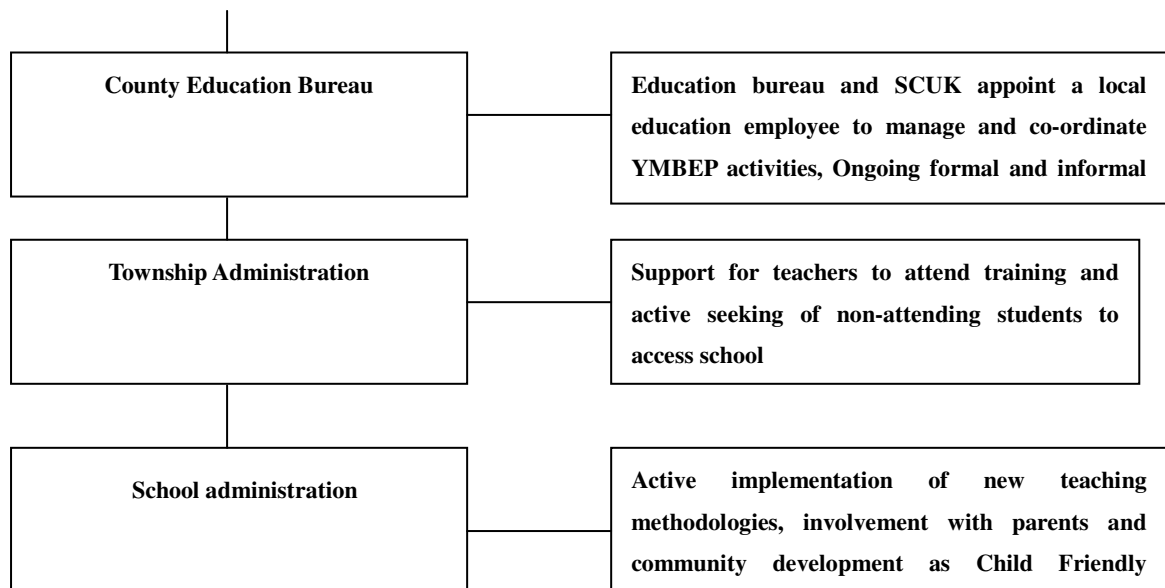 County Education Bureau
Education bureau and SCUK appoint a local
education employee to manage and co-ordinate
YMBEP activities, Ongoing formal and informal
Township Administration
Support for teachers to attend training and
active seeking of non-attending students to
access school
School administration
Active implementation of new teaching
methodologies, involvement with parents and
community development as Child Friendly